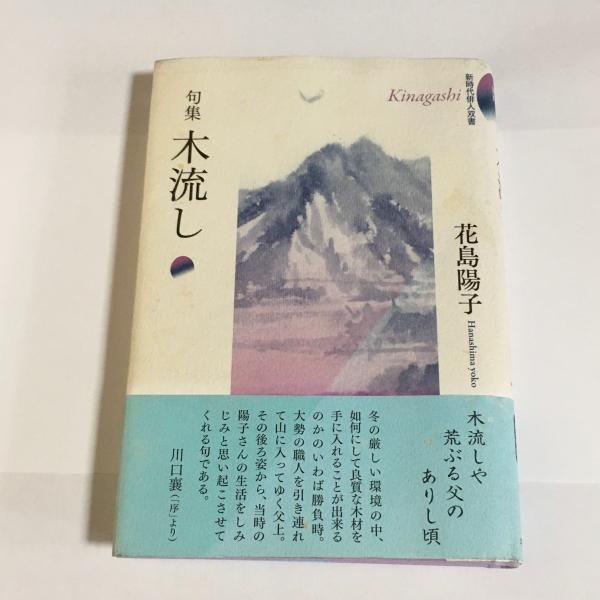 新時代俳人双書
Kinagashi
句集
木流し
花島陽子
Hanashima yoko
木流しや
荒ぶる父の
ありし頃
冬の厳しい環境の中、
如何にして良質な木材を
手に入れることが出来る
のかのいわば勝負時。
大勢の職人を引き連れ
て山に入ってゆく父上。
その後ろ姿から、当時の
陽子さんの生活をしみ
じみと思い起こさせて
くれる句である。
川口襄(「序」より)